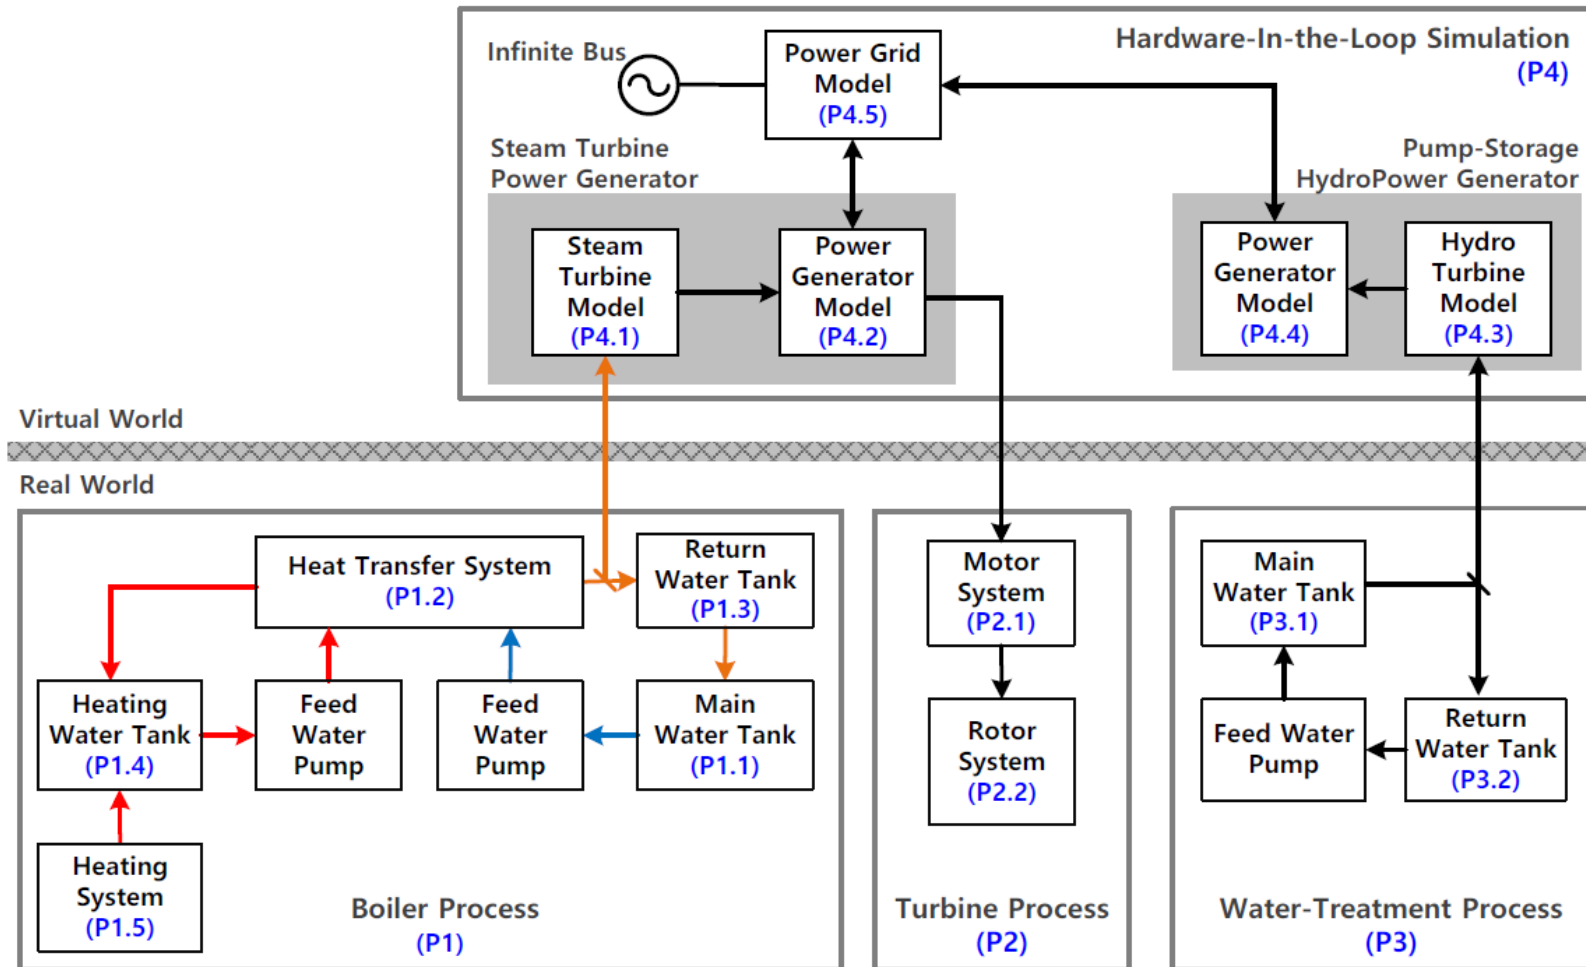 Hardware-In-the-Loop Simulation
(P4)
Infinite Bus
Power Grid
Model
(P4.5)
Steam Turbine
Power Generator
Pump-Storage
HydroPower Generator
Steam
Turbine
Model
(P4.1)
Power
Generator
Model
(P4.2)
Power
Generator
Model
(P4.4)
Hydro
Turbine
Model
(P4.3)
Virtual World
Real World
Heat Transfer System
(P1.2)
Return
Water Tank
(P1.3)
Heating
Water Tank
(P1.4)
Feed
Water
Pump
Feed
Water
Pump
Main
Water Tank
(P1.1)
Heating
System
(P1.5)
Boiler Process
(P1)
Motor
System
(P2.1)
Rotor
System
(P2.2)
Turbine Process
(P2)
Main
Water Tank
(P3.1)
Feed Water
Pump
Return
Water Tank
(P3.2)
Water-Treatment Process
(P3)